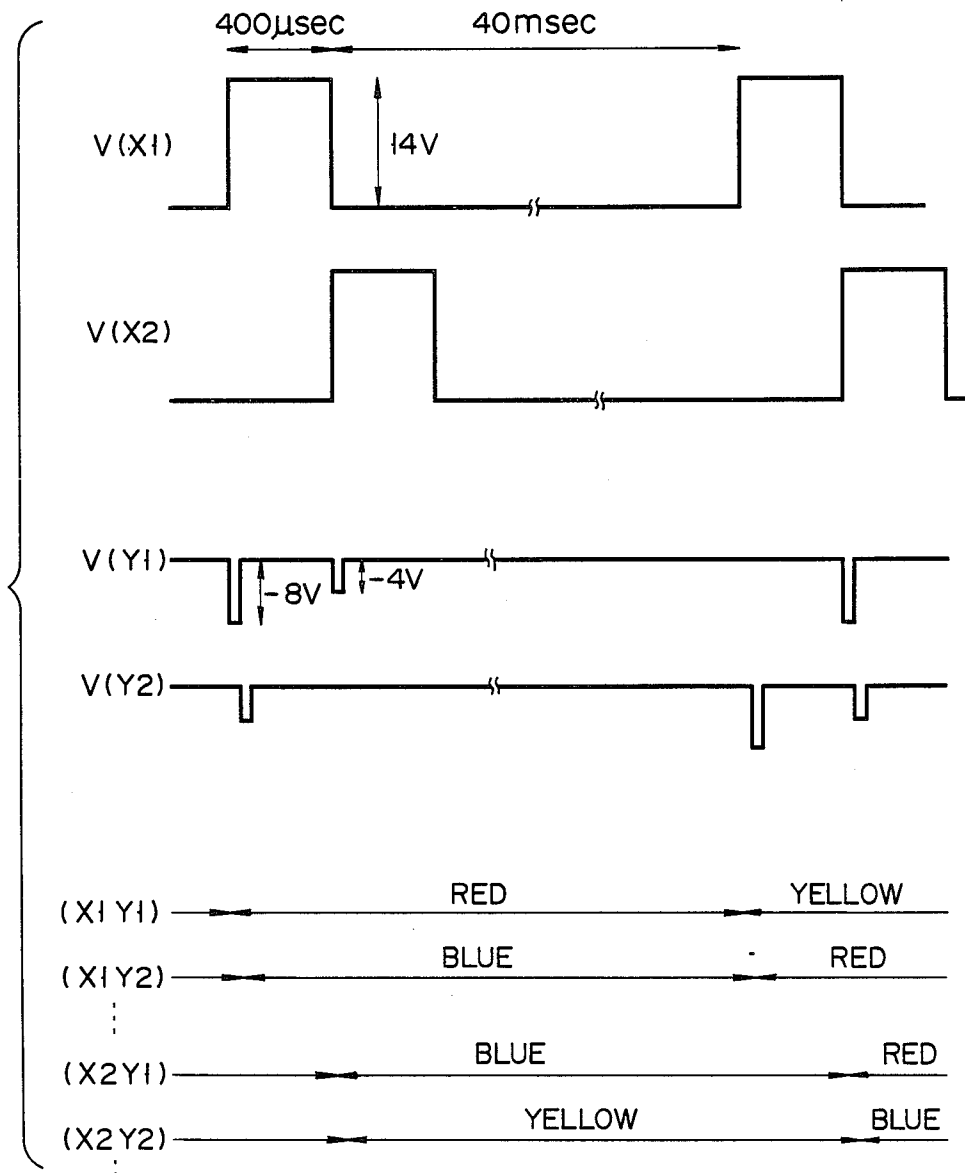 400μsec 40msec
V(X1) 14V
V(X2)
V(Y1) -8V -4V
V(Y2)
(X1Y1) RED YELLOW
(X1Y2) BLUE RED
(X2Y1) BLUE RED
(X2Y2) YELLOW BLUE